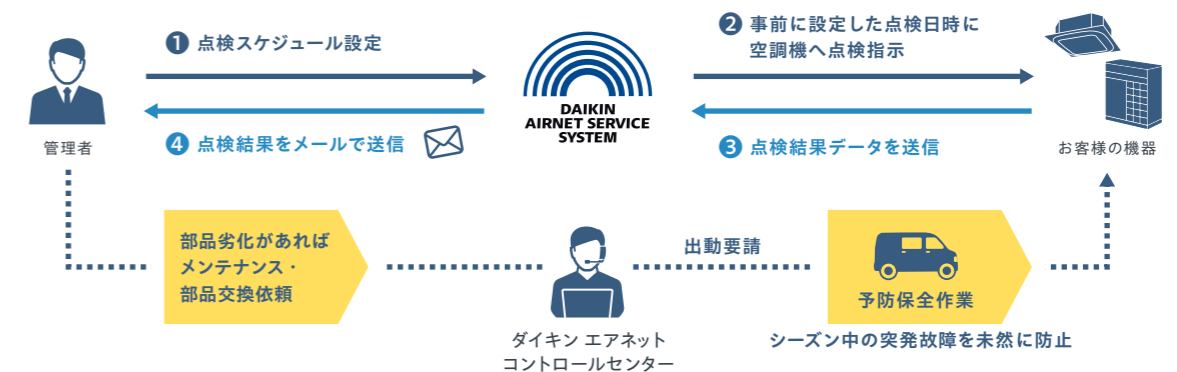 ❶ 点検スケジュール設定
❷ 事前に設定した点検日時に
空調機へ点検指示
DAIKIN
AIRNET SERVICE
SYSTEM
管理者
❹ 点検結果をメールで送信
❸ 点検結果データを送信
お客様の機器
部品劣化があれば
メンテナンス・
部品交換依頼
出動要請
予防保全作業
ダイキン エアネット
コントロールセンター
シーズン中の突発故障を未然に防止